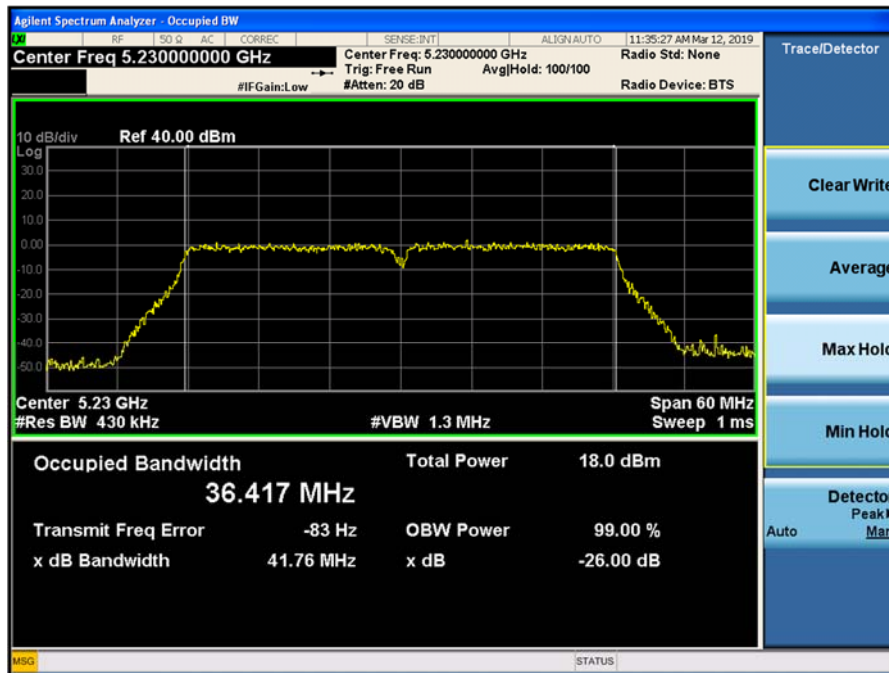 Agilent Spectrum Analyzer - Occupied BW
LXI RF 50 Ω AC CORREC SENSE:INT ALIGN AUTO 11:35:27 AM Mar 12, 2019
Center Freq 5.230000000 GHz
Center Freq: 5.230000000 GHz Radio Std: None
Trig: Free Run Avg|Hold: 100/100
#IFGain:Low #Atten: 20 dB Radio Device: BTS
Trace/Detector
10 dB/div Ref 40.00 dBm
Log
30.0
20.0
10.0
0.00
-10.0
-20.0
-30.0
-40.0
-50.0
Center 5.23 GHz Span 60 MHz
#Res BW 430 kHz #VBW 1.3 MHz Sweep 1 ms
Occupied Bandwidth Total Power 18.0 dBm
36.417 MHz
Transmit Freq Error -83 Hz OBW Power 99.00 %
x dB Bandwidth 41.76 MHz x dB -26.00 dB
Clear Write
Average
Max Hold
Min Hold
Detector
Peak
Auto Man
MSG STATUS